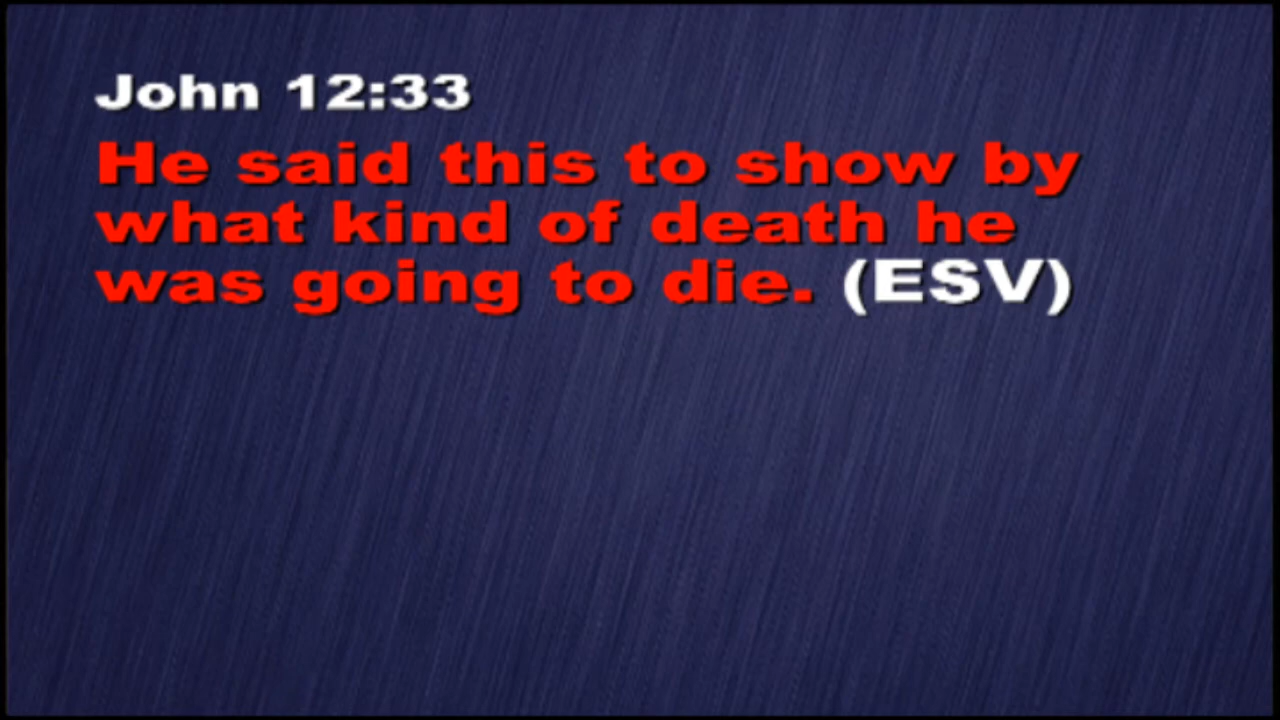 John 12:33
He said this to show by
what kind of death he
was going to die. (ESV)